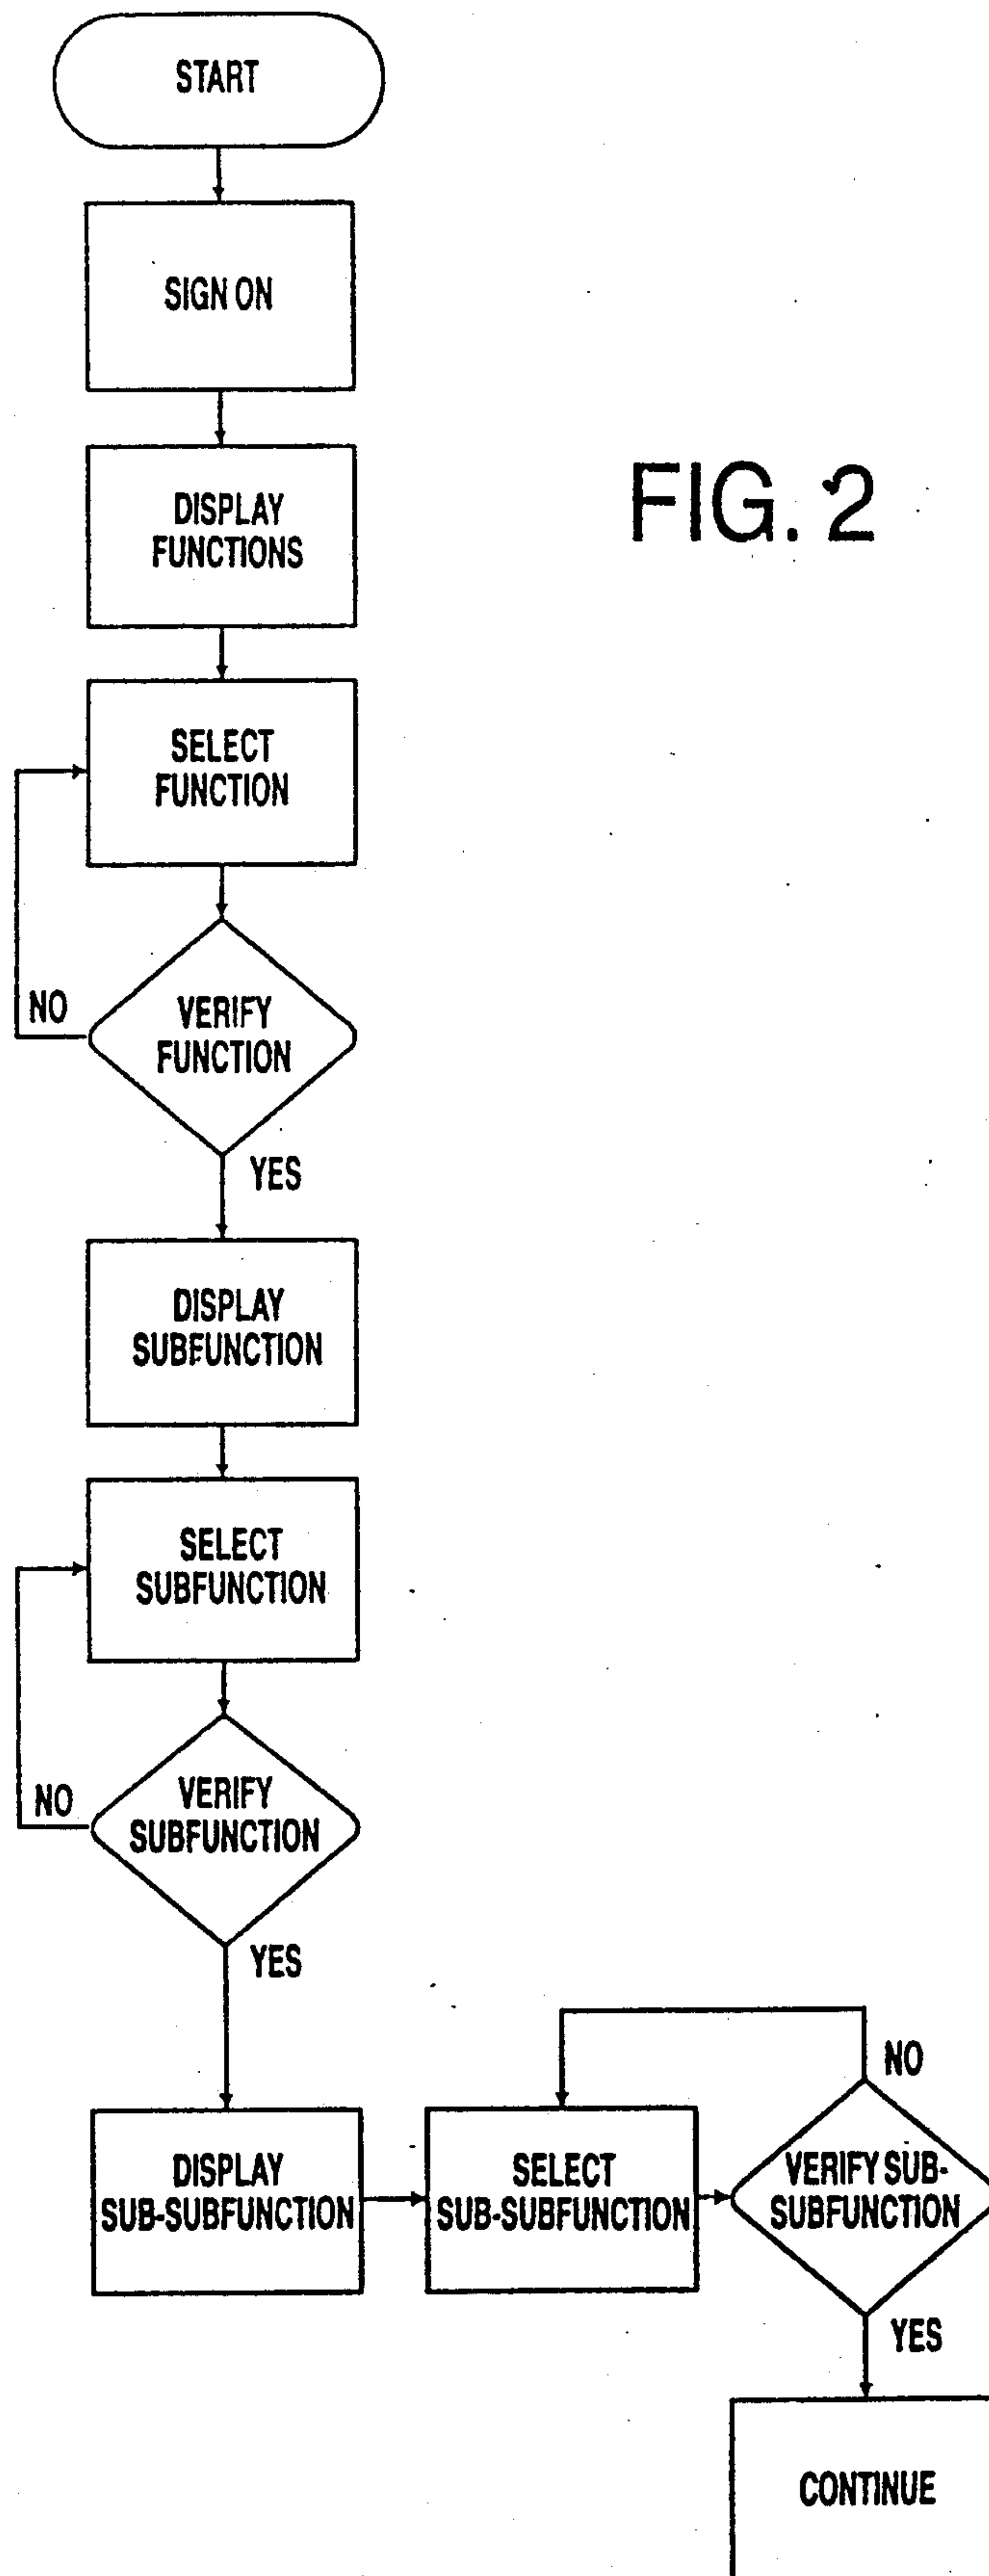 START
SIGN ON
FIG. 2
DISPLAY
FUNCTIONS
SELECT
FUNCTION
NO
VERIFY
FUNCTION
YES
DISPLAY
SUBFUNCTION
SELECT
SUBFUNCTION
NO
VERIFY
SUBFUNCTION
YES
DISPLAY
SUB-SUBFUNCTION
SELECT
SUB-SUBFUNCTION
NO
VERIFY SUB-
SUBFUNCTION
YES
CONTINUE